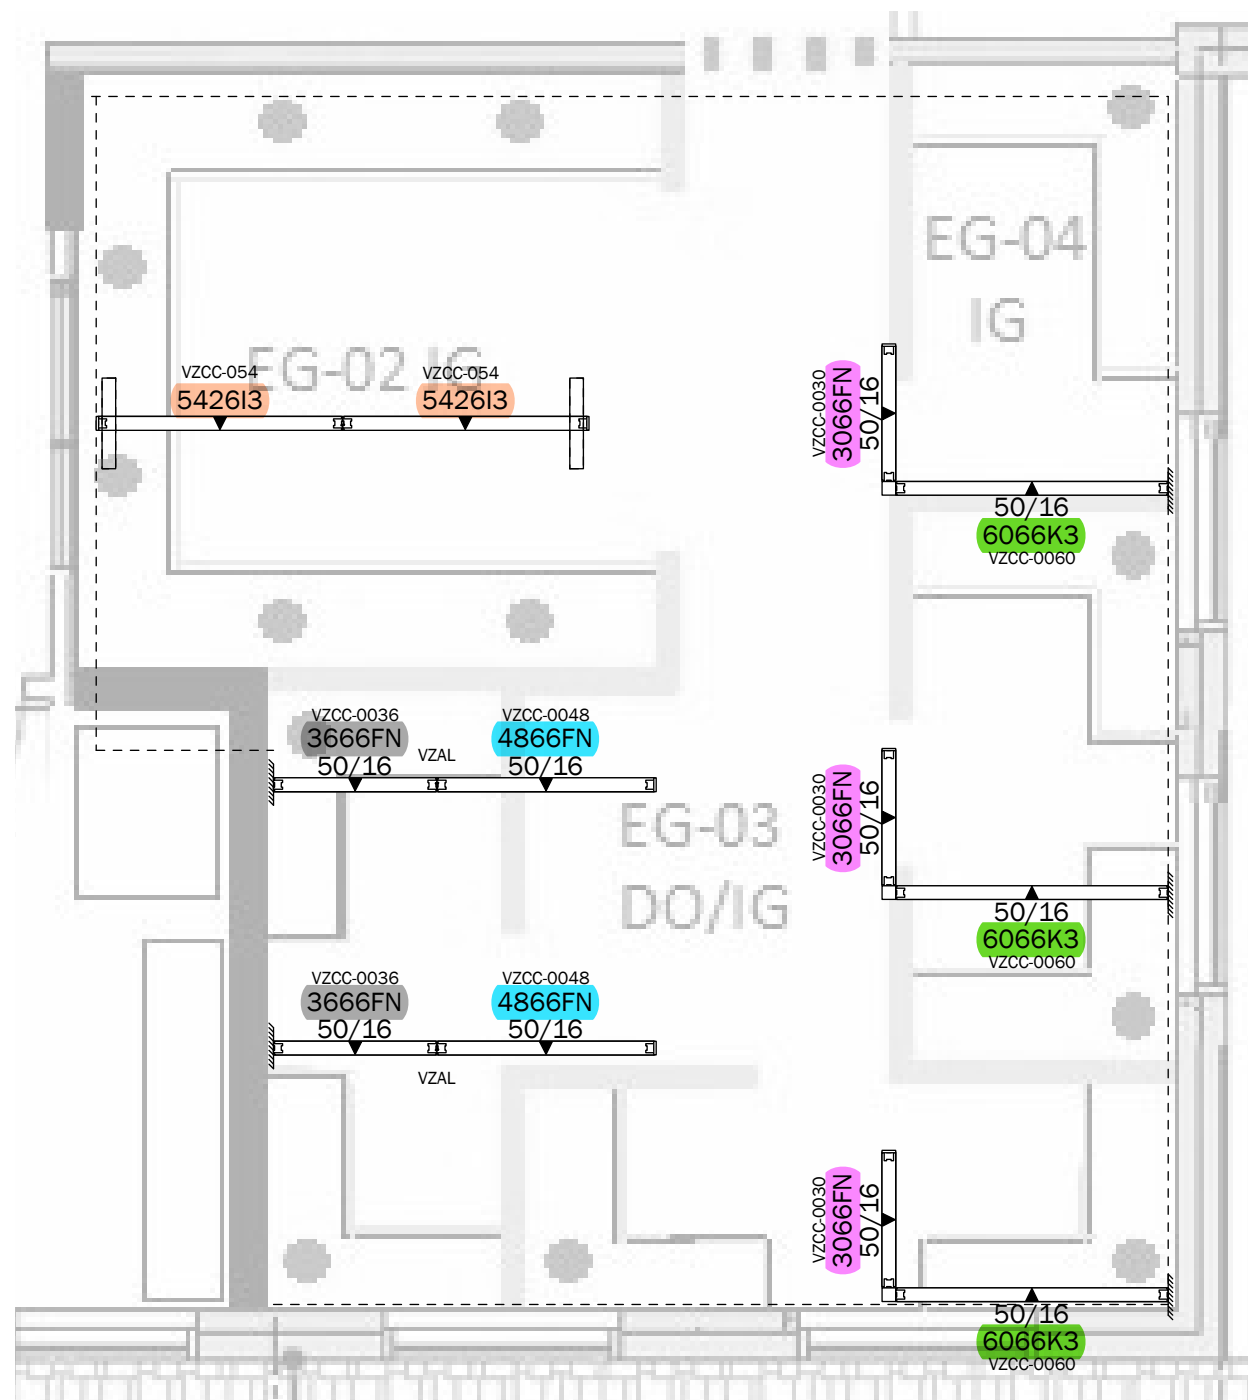 EG-04
IG
EG-02 IG
VZCC-054
5426I3
VZCC-054
5426I3
VZCC-0030
3066FN
50/16
50/16
6066K3
VZCC-0060
VZCC-0036
3666FN
50/16
VZAL
VZCC-0048
4866FN
50/16
EG-03
DO/IG
VZCC-0030
3066FN
50/16
50/16
6066K3
VZCC-0060
VZCC-0036
3666FN
50/16
VZAL
VZCC-0048
4866FN
50/16
VZCC-0030
3066FN
50/16
50/16
6066K3
VZCC-0060